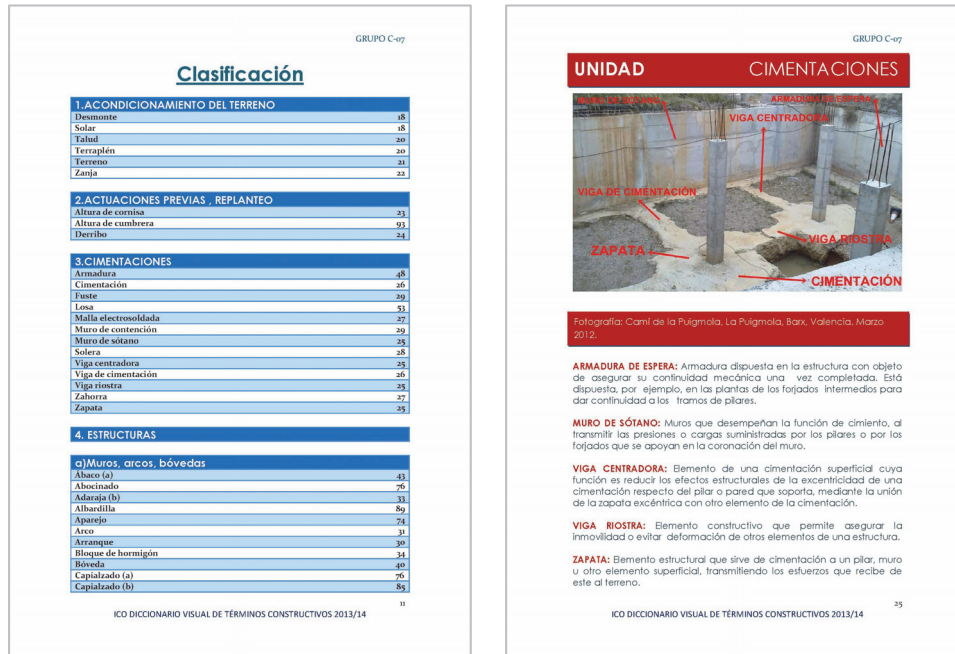 GRUPO C-07
Clasificación
1.ACONDICIONAMIENTO DEL TERRENO
Desmonte 18
Solar 18
Talud 20
Terraplén 20
Terreno 21
Zanja 22
2.ACTUACIONES PREVIAS , REPLANTEO
Altura de cornisa 23
Altura de cumbrera 93
Derribo 24
3.CIMENTACIONES
Armadura 48
Cimentación 26
Fuste 29
Losa 53
Malla electrosoldada 27
Muro de contención 29
Muro de sótano 25
Solera 28
Viga centradora 25
Viga de cimentación 26
Viga riostra 25
Zahorra 27
Zapata 25
4. ESTRUCTURAS
a)Muros, arcos, bóvedas
Ábaco (a) 43
Abocinado 76
Adaraja (b) 33
Albardilla 89
Aparejo 74
Arco 31
Arranque 30
Bloque de hormigón 34
Bóveda 40
Capialzado (a) 76
Capialzado (b) 85
11
ICO DICCIONARIO VISUAL DE TÉRMINOS CONSTRUCTIVOS 2013/14
GRUPO C-07
UNIDAD CIMENTACIONES
MURO DE SÓTANO
ARMADURA DE ESPERA
VIGA CENTRADORA
VIGA DE CIMENTACIÓN
VIGA RIOSTRA
ZAPATA
CIMENTACIÓN
Fotografía: Camí de la Puigmola, La Puigmola, Barx, Valencia. Marzo
2012.
ARMADURA DE ESPERA: Armadura dispuesta en la estructura con objeto
de asegurar su continuidad mecánica una vez completada. Está
dispuesta, por ejemplo, en las plantas de los forjados intermedios para
dar continuidad a los tramos de pilares.
MURO DE SÓTANO: Muros que desempeñan la función de cimiento, al
transmitir las presiones o cargas suministradas por los pilares o por los
forjados que se apoyan en la coronación del muro.
VIGA CENTRADORA: Elemento de una cimentación superficial cuya
función es reducir los efectos estructurales de la excentricidad de una
cimentación respecto del pilar o pared que soporta, mediante la unión
de la zapata excéntrica con otro elemento de la cimentación.
VIGA RIOSTRA: Elemento constructivo que permite asegurar la
inmovilidad o evitar deformación de otros elementos de una estructura.
ZAPATA: Elemento estructural que sirve de cimentación a un pilar, muro
u otro elemento superficial, transmitiendo los esfuerzos que recibe de
este al terreno.
25
ICO DICCIONARIO VISUAL DE TÉRMINOS CONSTRUCTIVOS 2013/14